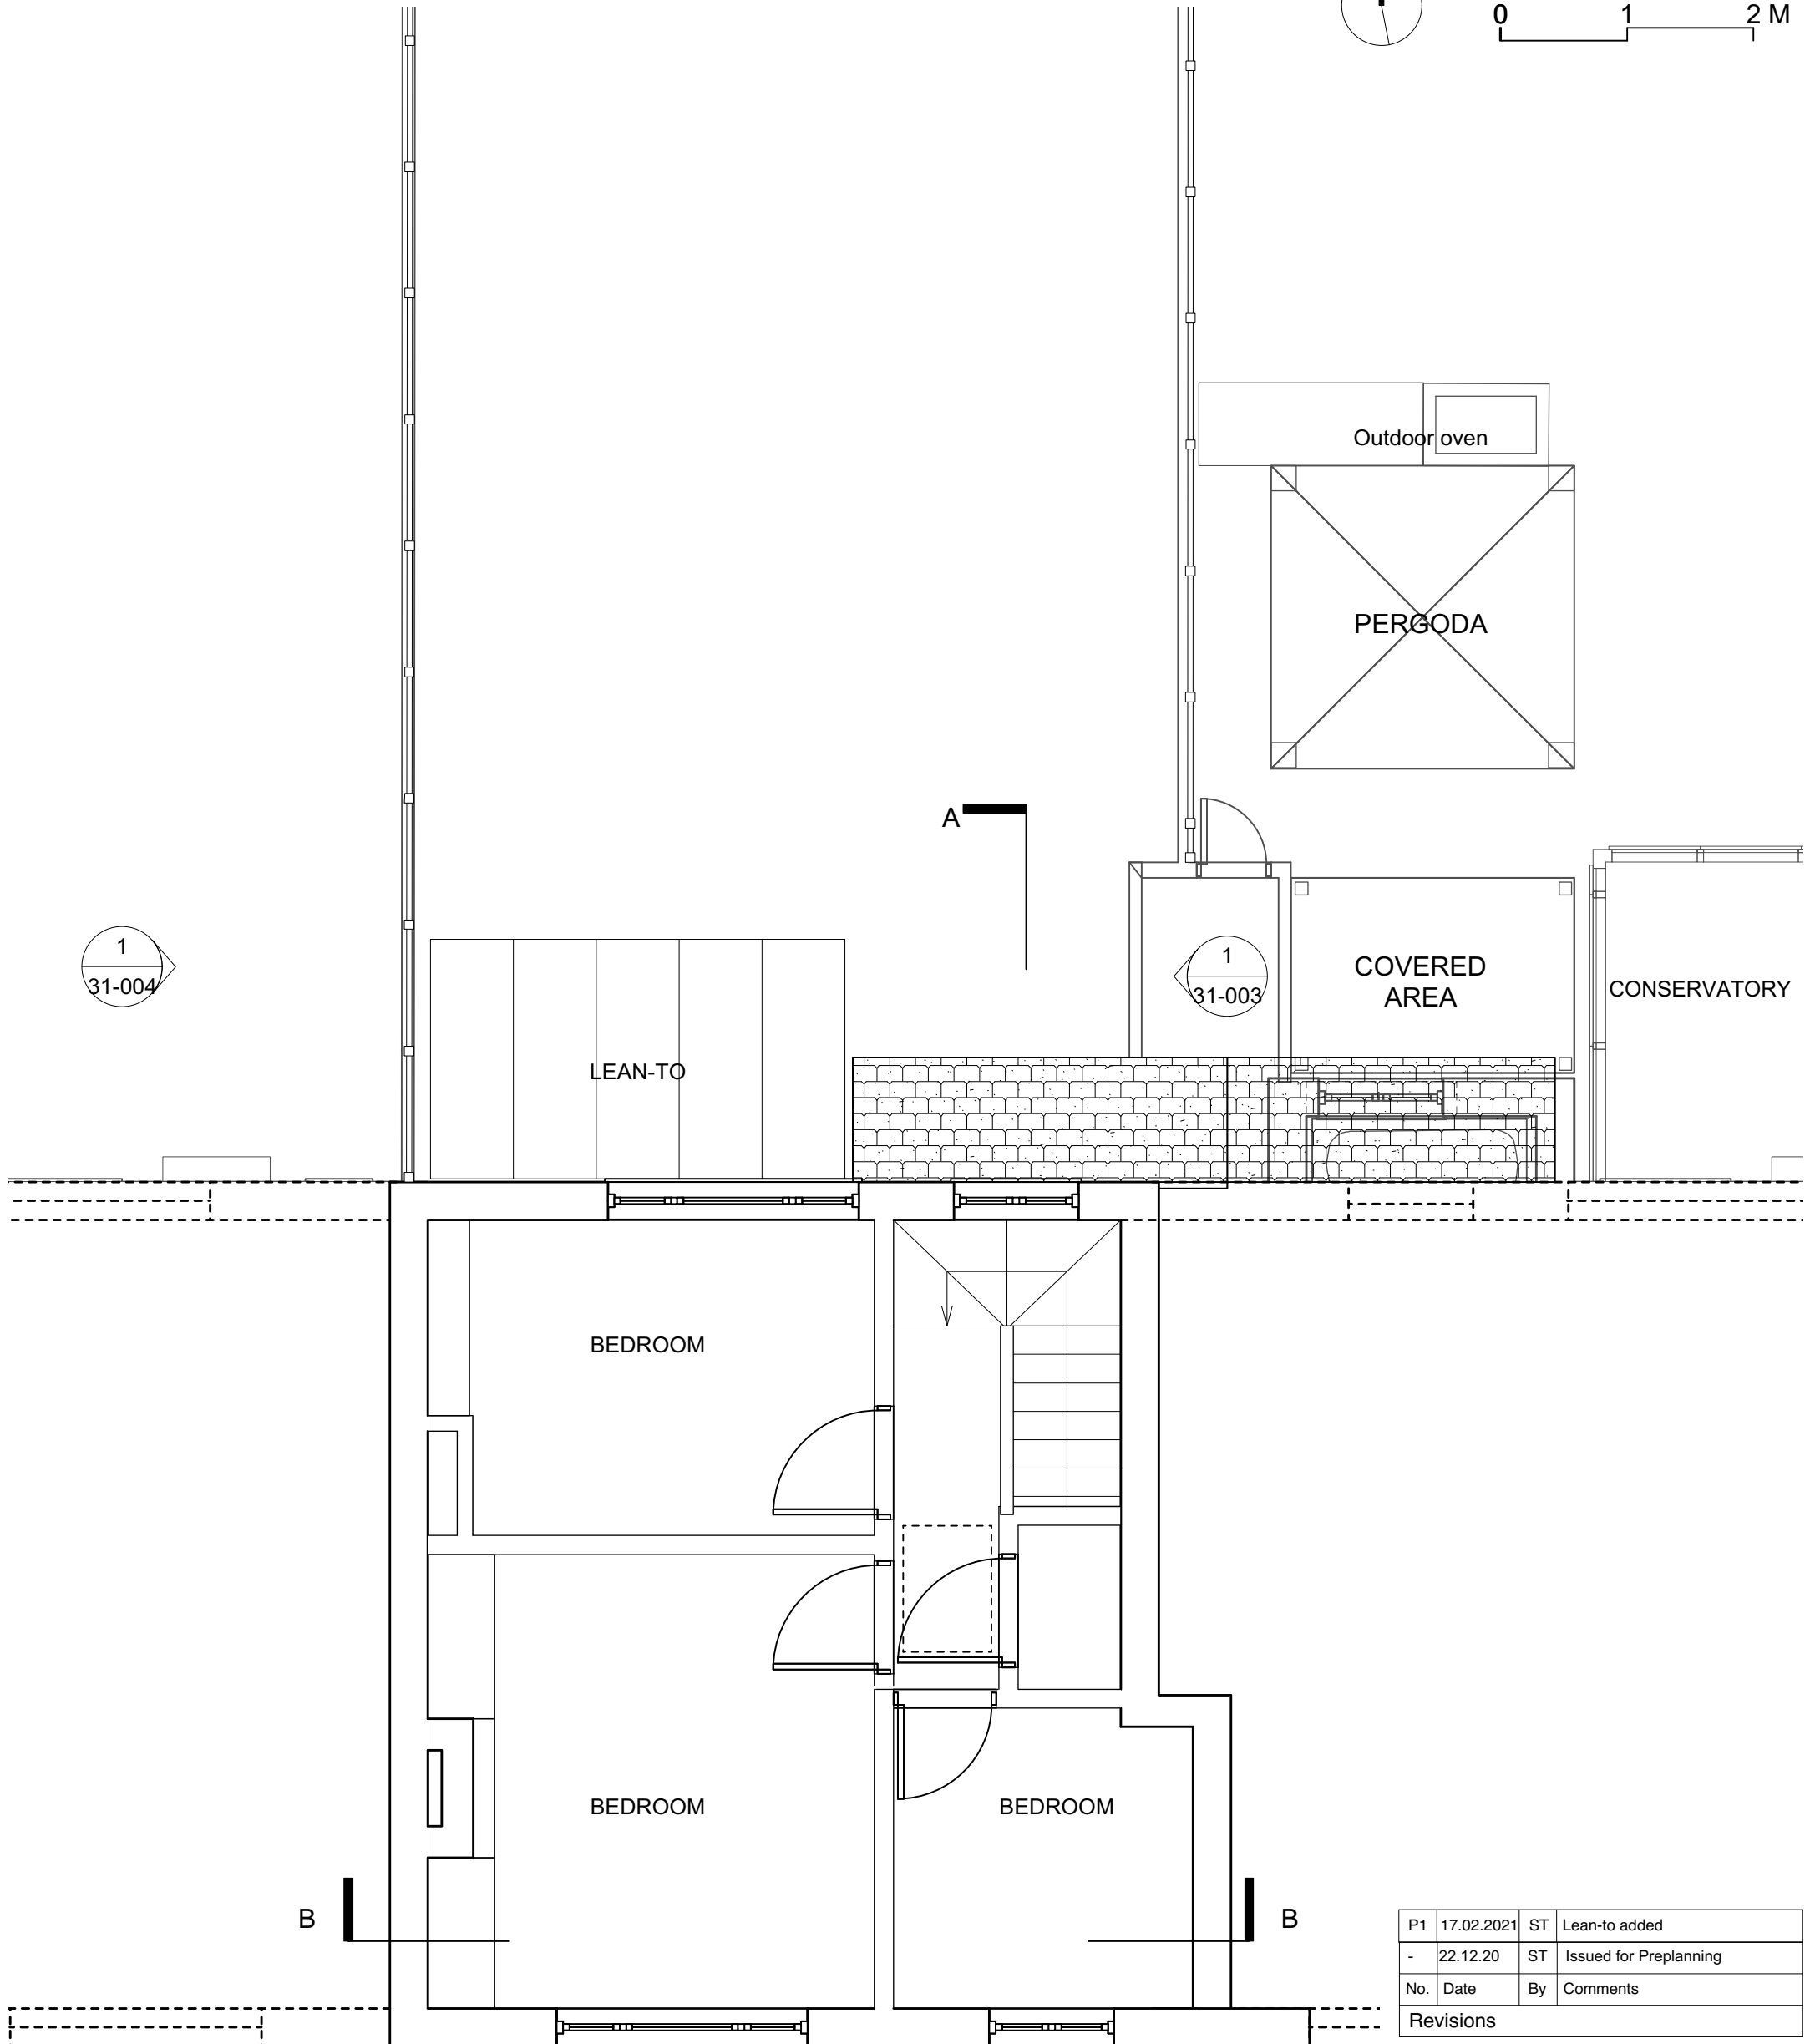 0 1 2 M
Outdoor oven
PERGODA
A
1
31-004
1
31-003
COVERED
AREA
CONSERVATORY
LEAN-TO
BEDROOM
BEDROOM
BEDROOM
B
B
P1 17.02.2021 ST Lean-to added
- 22.12.20 ST Issued for Preplanning
No. Date By Comments
Revisions